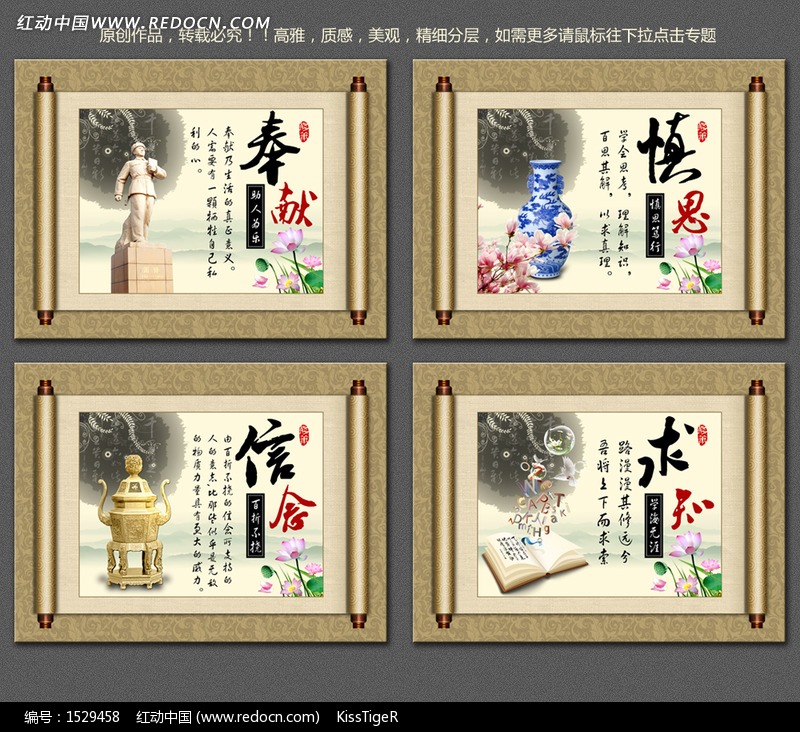 红动中国 WWW.REDOCN.COM
原创作品，转载必究！！高雅，质感，美观，精细分层，如需更多请鼠标往下拉点击专题
奉献
助人为乐
奉献乃生活的真正意义。
人需要有一颗牺牲自己私
利的心。
慎思
慎思笃行
学会思考，理解知识，
百思其解，以求真理。
信念
百折不挠
由百折不挠的信念所支持的
人的意志，比那些似乎是无敌
的物质力量具有更大的威力。
求知
学海无涯
路漫漫其修远兮
吾将上下而求索
编号：1529458 红动中国 (www.redocn.com) KissTigeR